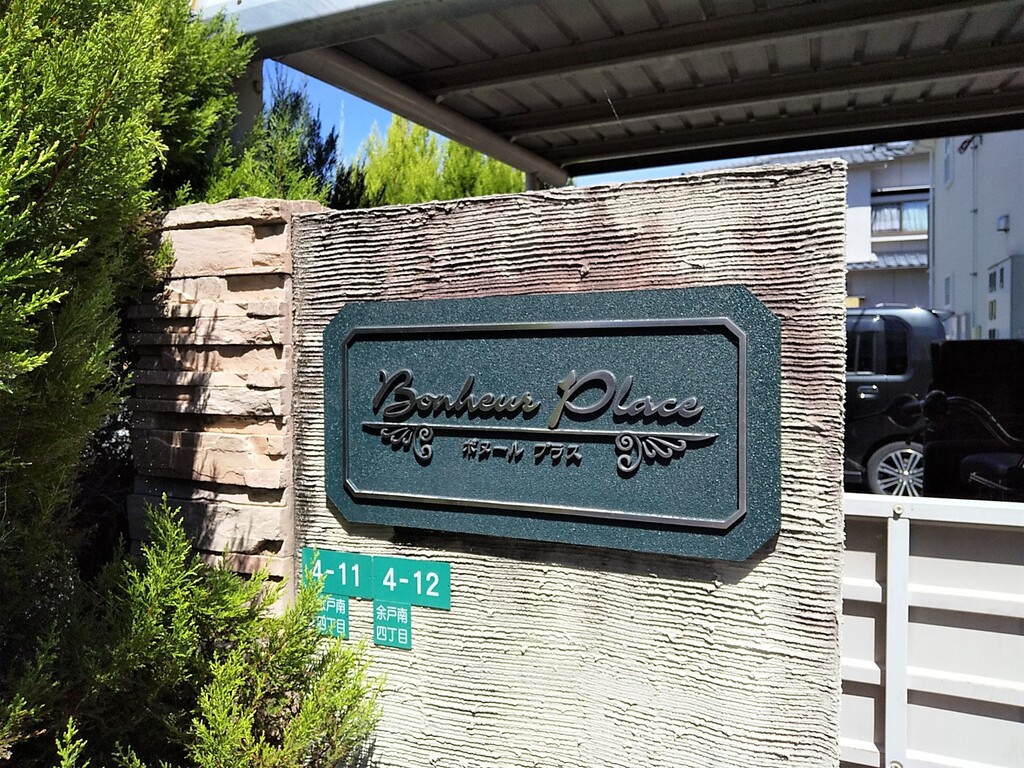 Bonheur Place
ボヌール プラス
4-11 4-12
戸南 余戸南
四丁目 四丁目